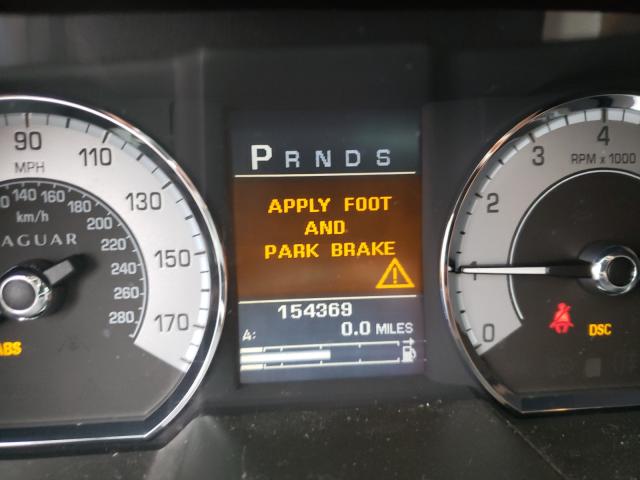 90
110
130
150
170
MPH
140 160
180
200
220
240
260
280
km/h
JAGUAR
ABS
P R N D S
APPLY FOOT
AND
PARK BRAKE
154369
A: 0.0 MILES
4
3
2
1
0
RPM x 1000
DSC